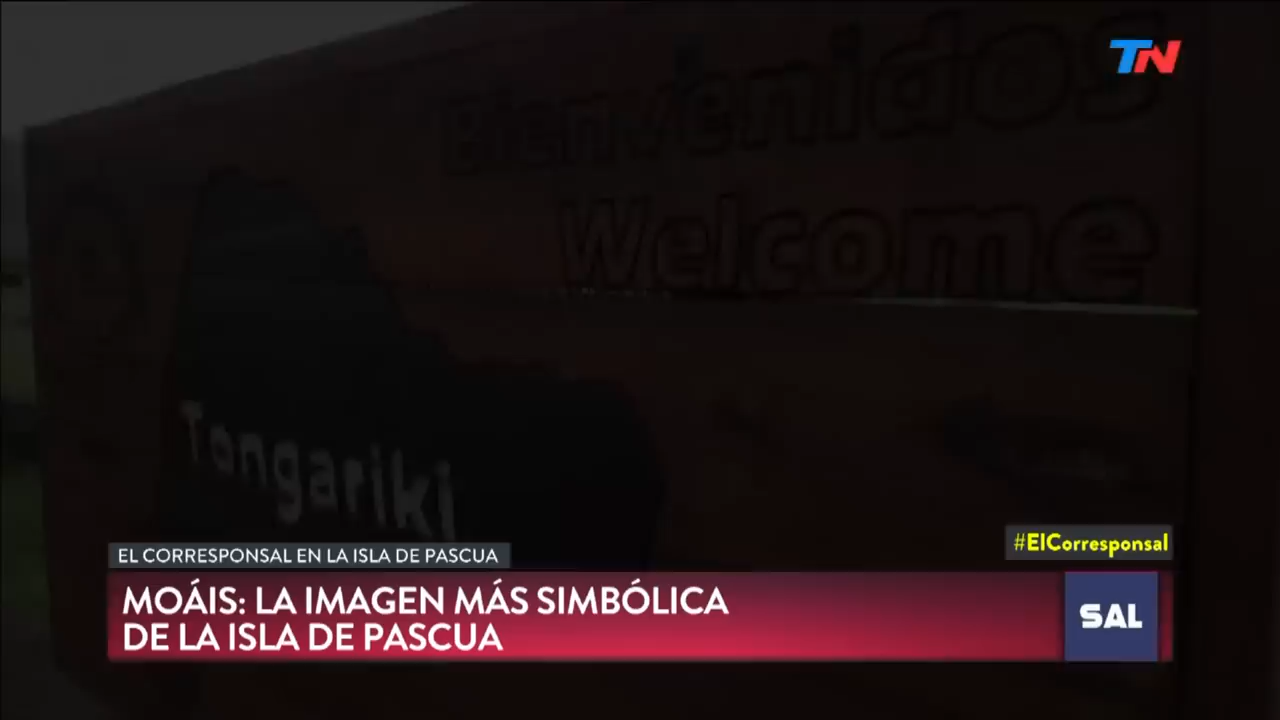 TN
Bienvenidos
Welcome
Tongariki
#ElCorresponsal
EL CORRESPONSAL EN LA ISLA DE PASCUA
MOÁIS: LA IMAGEN MÁS SIMBÓLICA
DE LA ISLA DE PASCUA
SAL